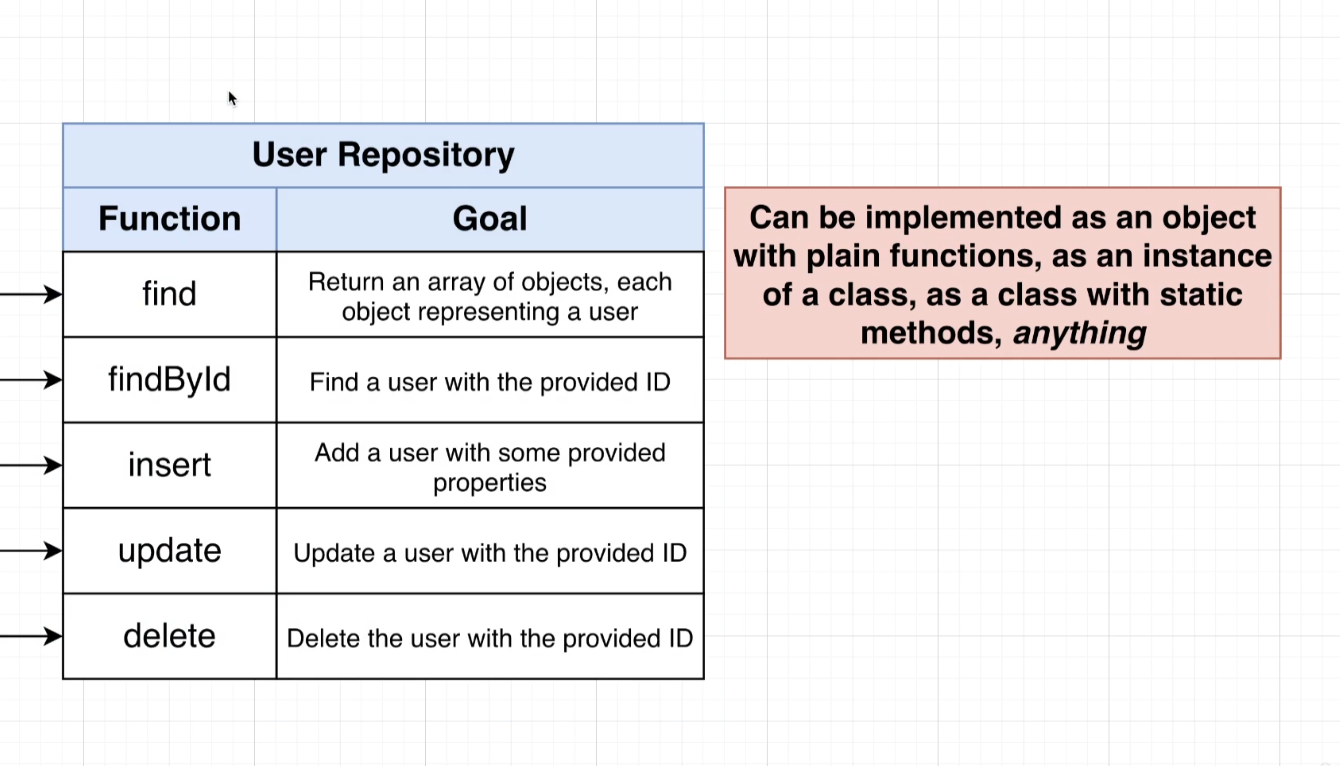 User Repository
Function
Goal
find
Return an array of objects, each
object representing a user
findById
Find a user with the provided ID
insert
Add a user with some provided
properties
update
Update a user with the provided ID
delete
Delete the user with the provided ID
Can be implemented as an object
with plain functions, as an instance
of a class, as a class with static
methods, anything